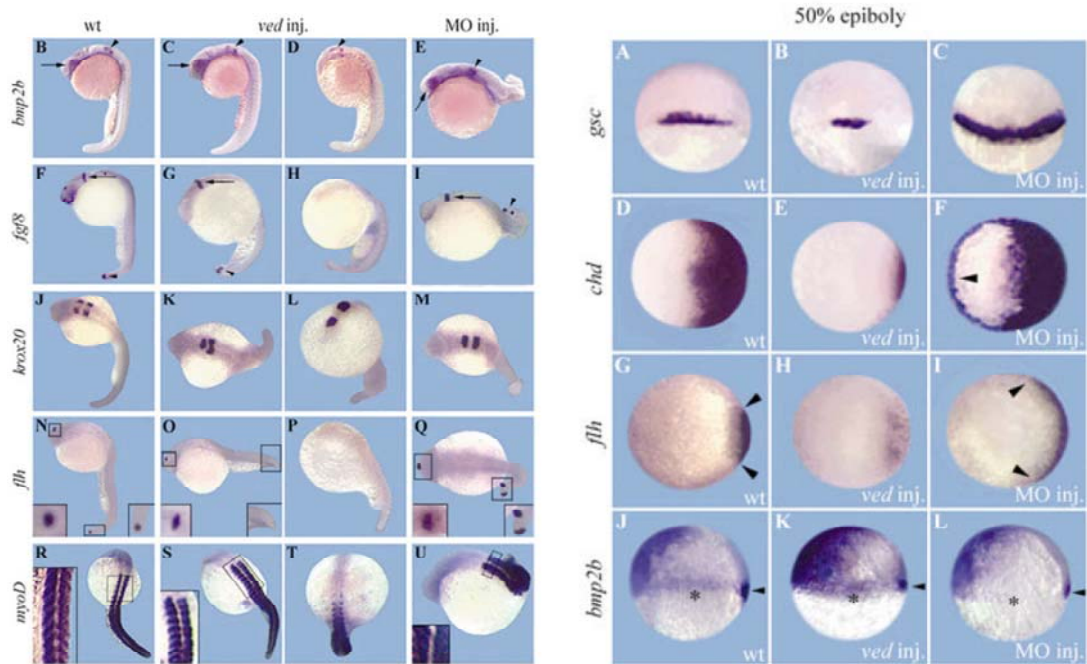 wt ved inj. MO inj.
bmp2b B C D E
fgf8 F G H I
krox20 J K L M
flh N O P Q
myoD R S T U
50% epiboly
gsc A B C
wt ved inj. MO inj.
chd D E F
wt ved inj. MO inj.
flh G H I
wt ved inj. MO inj.
bmp2b J K L
* * *
wt ved inj. MO inj.